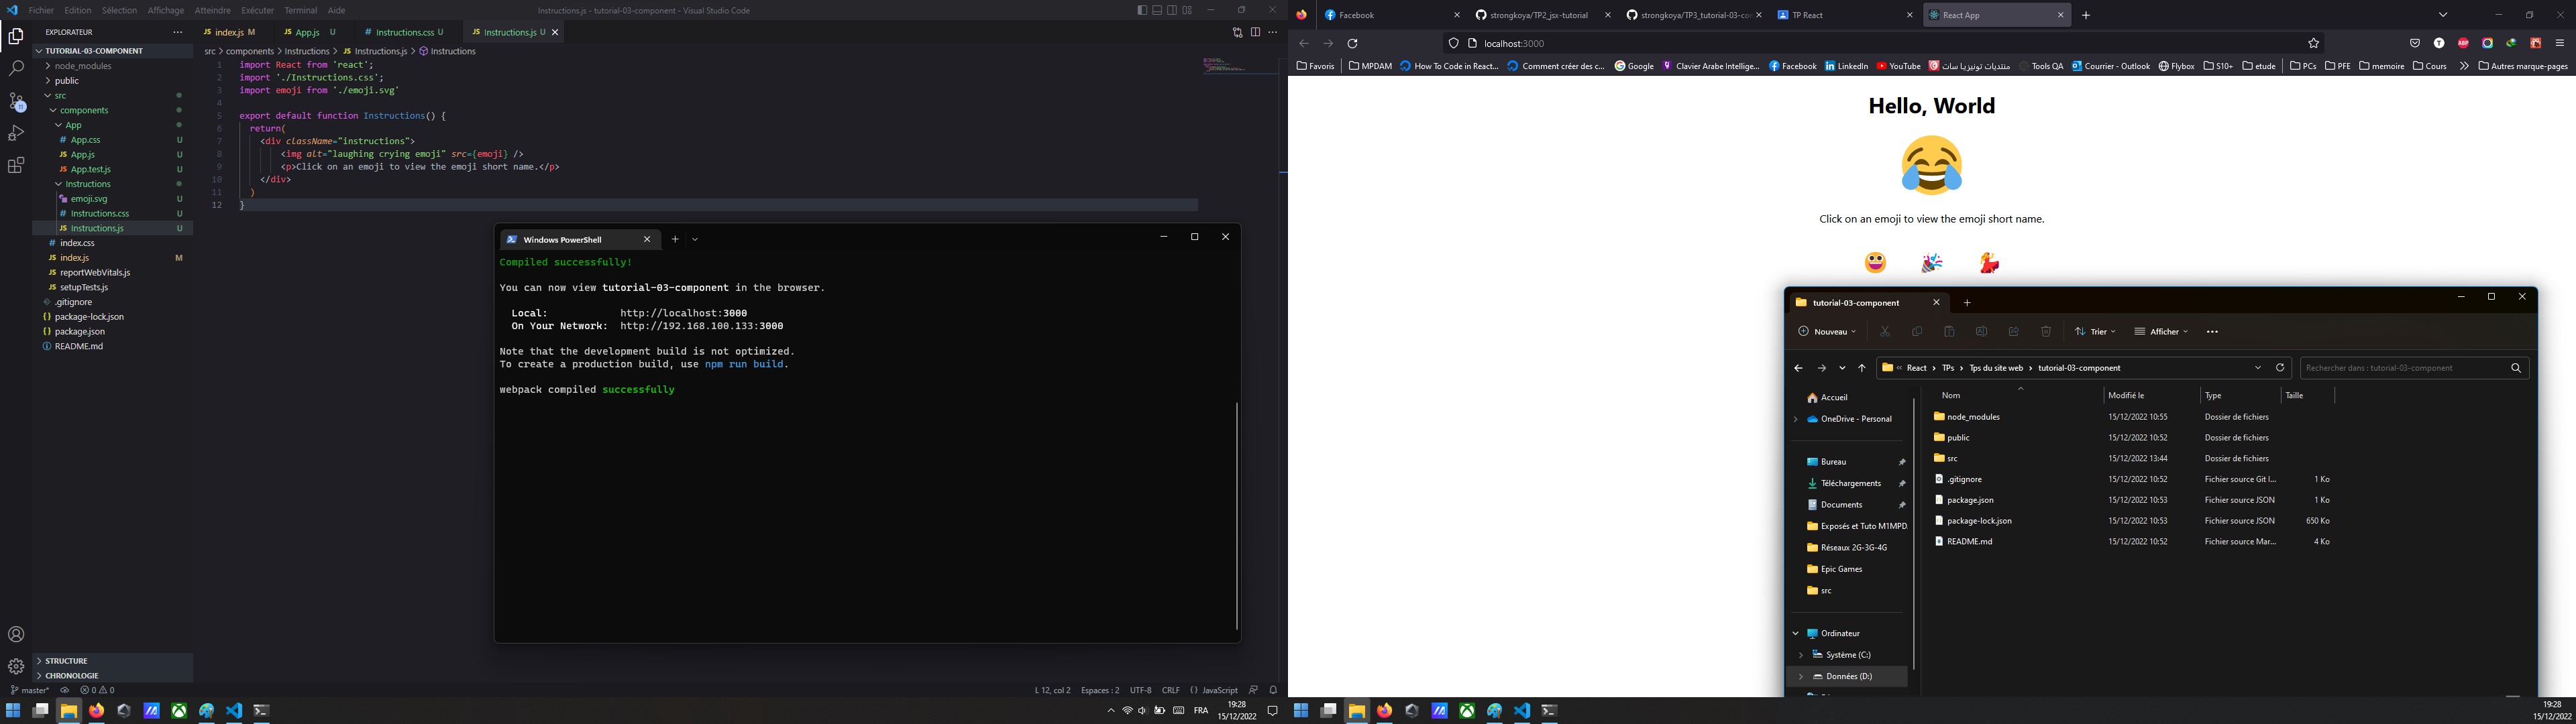 Fichier Edition Sélection Affichage Atteindre Exécuter Terminal Aide
Instructions.js - tutorial-03-component - Visual Studio Code
EXPLORATEUR
TUTORIAL-03-COMPONENT
node_modules
public
src
components
App
App.css U
App.js U
App.test.js U
Instructions
emoji.svg U
Instructions.css U
Instructions.js U
index.css
index.js M
reportWebVitals.js
setupTests.js
.gitignore
package-lock.json
package.json
README.md
STRUCTURE
CHRONOLOGIE
index.js M App.js U Instructions.css U Instructions.js U
src > components > Instructions > Instructions.js > Instructions
1 import React from 'react';
2 import './Instructions.css';
3 import emoji from './emoji.svg'
4
5 export default function Instructions() {
6 return(
7 <div className="instructions">
8 <img alt="laughing crying emoji" src={emoji} />
9 <p>Click on an emoji to view the emoji short name.</p>
10 </div>
11 )
12 }
Windows PowerShell
Compiled successfully!
You can now view tutorial-03-component in the browser.
Local: http://localhost:3000
On Your Network: http://192.168.100.133:3000
Note that the development build is not optimized.
To create a production build, use npm run build.
webpack compiled successfully
master* 0 0
L 12, col 2 Espaces : 2 UTF-8 CRLF {} JavaScript
FRA 19:28
15/12/2022
Facebook strongkoya/TP2_jsx-tutorial strongkoya/TP3_tutorial-03-con TP React React App
localhost:3000
Favoris MPDAM How To Code in React... Comment créer des c... Google Clavier Arabe Intellige... Facebook LinkedIn YouTube منتديات تونيزيا سات Tools QA Courrier - Outlook Flybox S10+ etude PCs PFE memoire Cours Autres marque-pages
Hello, World
Click on an emoji to view the emoji short name.
tutorial-03-component
Nouveau Trier Afficher
« React > TPs > Tps du site web > tutorial-03-component
Rechercher dans : tutorial-03-component
Accueil
OneDrive - Personal
Bureau
Téléchargements
Documents
Exposés et Tuto M1MPD.
Réseaux 2G-3G-4G
Epic Games
src
Ordinateur
Système (C:)
Données (D:)
Nom Modifié le Type Taille
node_modules 15/12/2022 10:55 Dossier de fichiers
public 15/12/2022 10:52 Dossier de fichiers
src 15/12/2022 13:44 Dossier de fichiers
.gitignore 15/12/2022 10:52 Fichier source Git I... 1 Ko
package.json 15/12/2022 10:53 Fichier source JSON 1 Ko
package-lock.json 15/12/2022 10:53 Fichier source JSON 650 Ko
README.md 15/12/2022 10:52 Fichier source Mar... 4 Ko
19:28
15/12/2022